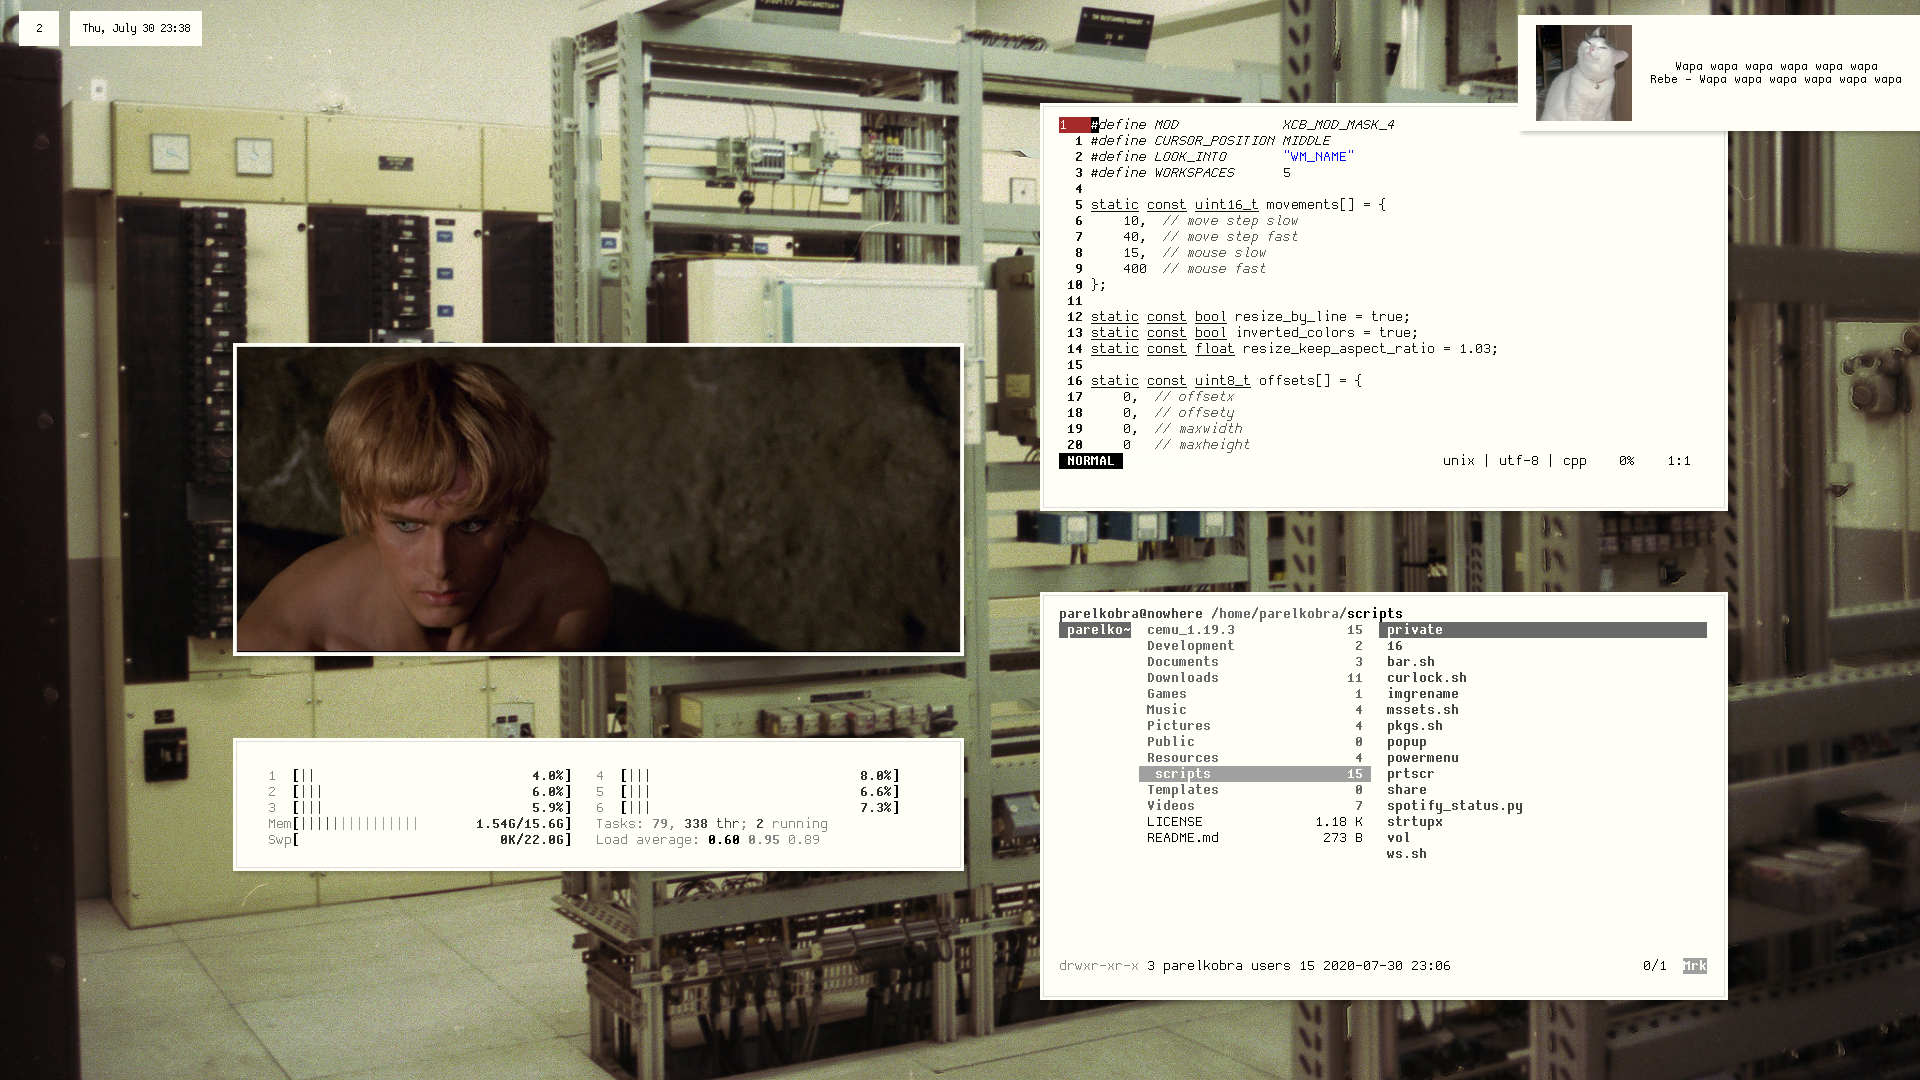 2
Thu, July 30 23:38
Wapa wapa wapa wapa wapa wapa
Rebe - Wapa wapa wapa wapa wapa wapa
1 #define MOD XCB_MOD_MASK_4
1 #define CURSOR_POSITION MIDDLE
2 #define LOOK_INTO "WM_NAME"
3 #define WORKSPACES 5
4
5 static const uint16_t movements[] = {
6 10, // move step slow
7 40, // move step fast
8 15, // mouse slow
9 400 // mouse fast
10 };
11
12 static const bool resize_by_line = true;
13 static const bool inverted_colors = true;
14 static const float resize_keep_aspect_ratio = 1.03;
15
16 static const uint8_t offsets[] = {
17 0, // offsetx
18 0, // offsety
19 0, // maxwidth
20 0 // maxheight
NORMAL unix | utf-8 | cpp 0% 1:1
1 [|| 4.0%] 4 [||| 8.0%]
2 [||| 6.0%] 5 [||| 6.6%]
3 [||| 5.9%] 6 [||| 7.3%]
Mem[||||||||||||||| 1.54G/15.6G] Tasks: 79, 338 thr; 2 running
Swp[ 0K/22.0G] Load average: 0.60 0.95 0.89
parelkobra@nowhere /home/parelkobra/scripts
parelko~ cemu_1.19.3 15 private
Development 2 16
Documents 3 bar.sh
Downloads 11 curlock.sh
Games 1 imgrename
Music 4 mssets.sh
Pictures 4 pkgs.sh
Public 0 popup
Resources 4 powermenu
scripts 15 prtscr
Templates 0 share
Videos 7 spotify_status.py
LICENSE 1.18 K strtupx
README.md 273 B vol
ws.sh
drwxr-xr-x 3 parelkobra users 15 2020-07-30 23:06 0/1 Mrk